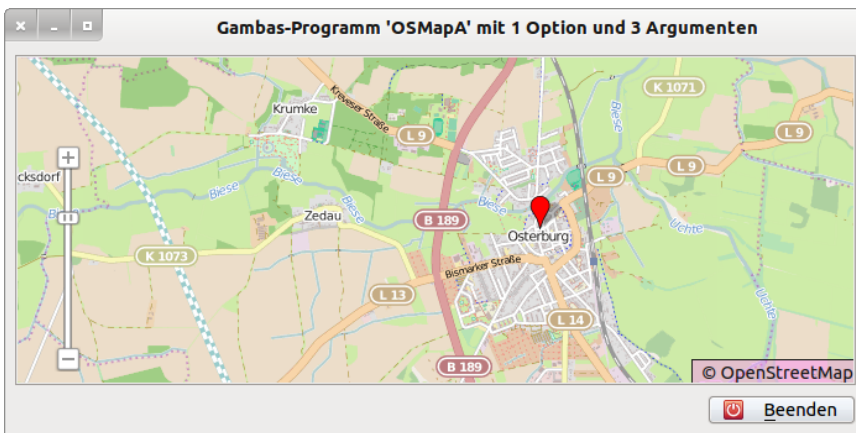 Gambas-Programm 'OSMapA' mit 1 Option und 3 Argumenten
K 1071
Krumke
Kreveser Straße
Biese
L 9
L 9
L 9
cksdorf
Biese
Biese
L 9
Biese
Zedau
B 189
Uchte
Osterburg
K 1073
Bismarker Straße
L 13
Uchte
L 14
B 189
© OpenStreetMap
Beenden